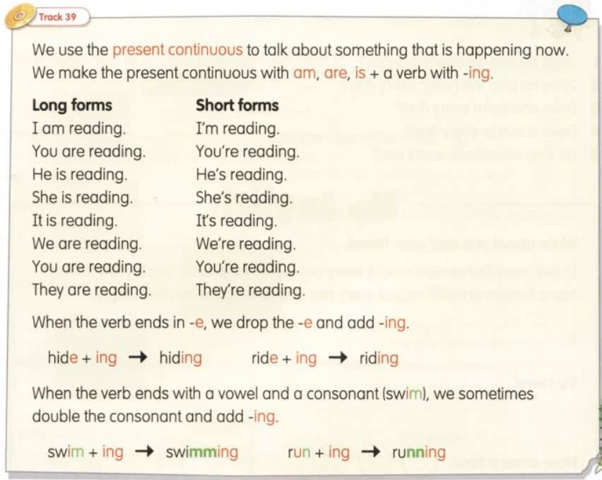 Track 39
We use the present continuous to talk about something that is happening now.
We make the present continuous with am, are, is + a verb with -ing.
Long forms Short forms
I am reading. I'm reading.
You are reading. You're reading.
He is reading. He's reading.
She is reading. She's reading.
It is reading. It's reading.
We are reading. We're reading.
You are reading. You're reading.
They are reading. They're reading.
When the verb ends in -e, we drop the -e and add -ing.
hide + ing → hiding ride + ing → riding
When the verb ends with a vowel and a consonant (swim), we sometimes
double the consonant and add -ing.
swim + ing → swimming run + ing → running